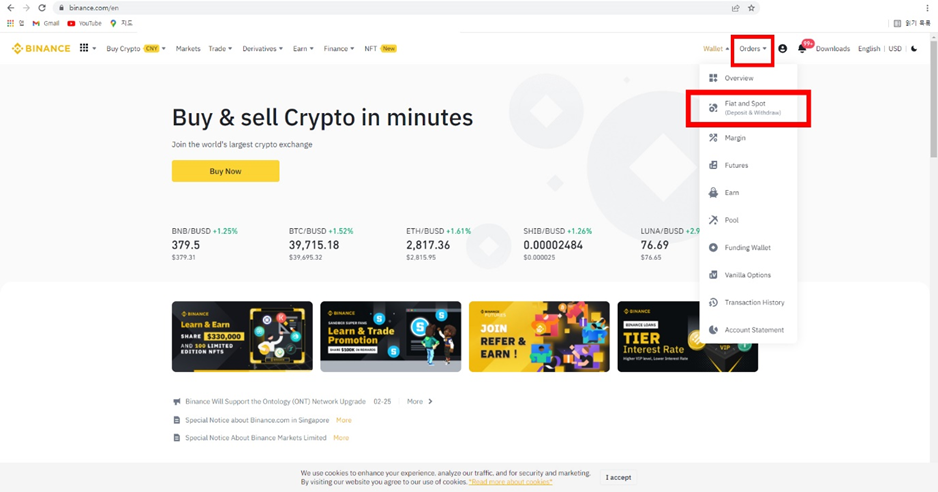 binance.com/en
앱 Gmail YouTube 지도 읽기 목록
BINANCE Buy Crypto CNY Markets Trade Derivatives Earn Finance NFT New Wallet Orders 99+ Downloads English | USD |
Overview
Fiat and Spot
(Deposit & Withdraw)
Margin
Futures
Earn
Pool
Funding Wallet
Vanilla Options
Transaction History
Account Statement
Buy & sell Crypto in minutes
Join the world's largest crypto exchange
Buy Now
BNB/BUSD +1.25%
379.5
$379.31
BTC/BUSD +1.52%
39,715.18
$39,695.32
ETH/BUSD +1.61%
2,817.36
$2,815.95
SHIB/BUSD +1.26%
0.00002484
$0.000025
LUNA/BUSD +2.9
76.69
$76.65
BINANCE
Learn & Earn
SHARE $330,000
AND 100 LIMITED
EDITION NFTS
BINANCE
SANDBOX SUPER FANS
Learn & Trade
Promotion
SHARE $100K IN REWARDS
BINANCE
FUTURES
JOIN
REFER &
EARN !
BINANCE LOANS
TIER
Interest Rate
Higher VIP level, Lower Interest Rate
VIP
Binance Will Support the Ontology (ONT) Network Upgrade 02-25 More
Special Notice about Binance.com in Singapore More
Special Notice About Binance Markets Limited More
We use cookies to enhance your experience, analyze our traffic, and for security and marketing.
By visiting our website you agree to our use of cookies. "Read more about cookies" I accept